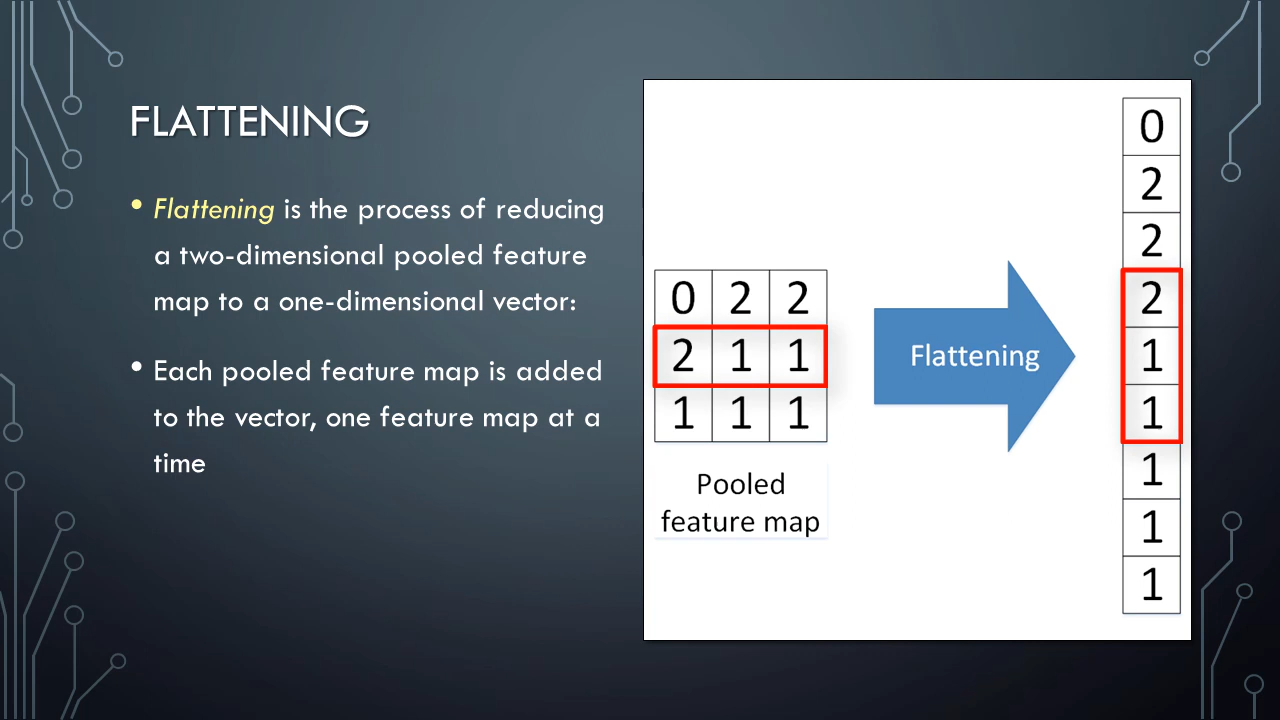 FLATTENING
• Flattening is the process of reducing
a two-dimensional pooled feature
map to a one-dimensional vector:
• Each pooled feature map is added
to the vector, one feature map at a
time
0 2 2
2 1 1
1 1 1
Pooled
feature map
Flattening
0
2
2
2
1
1
1
1
1